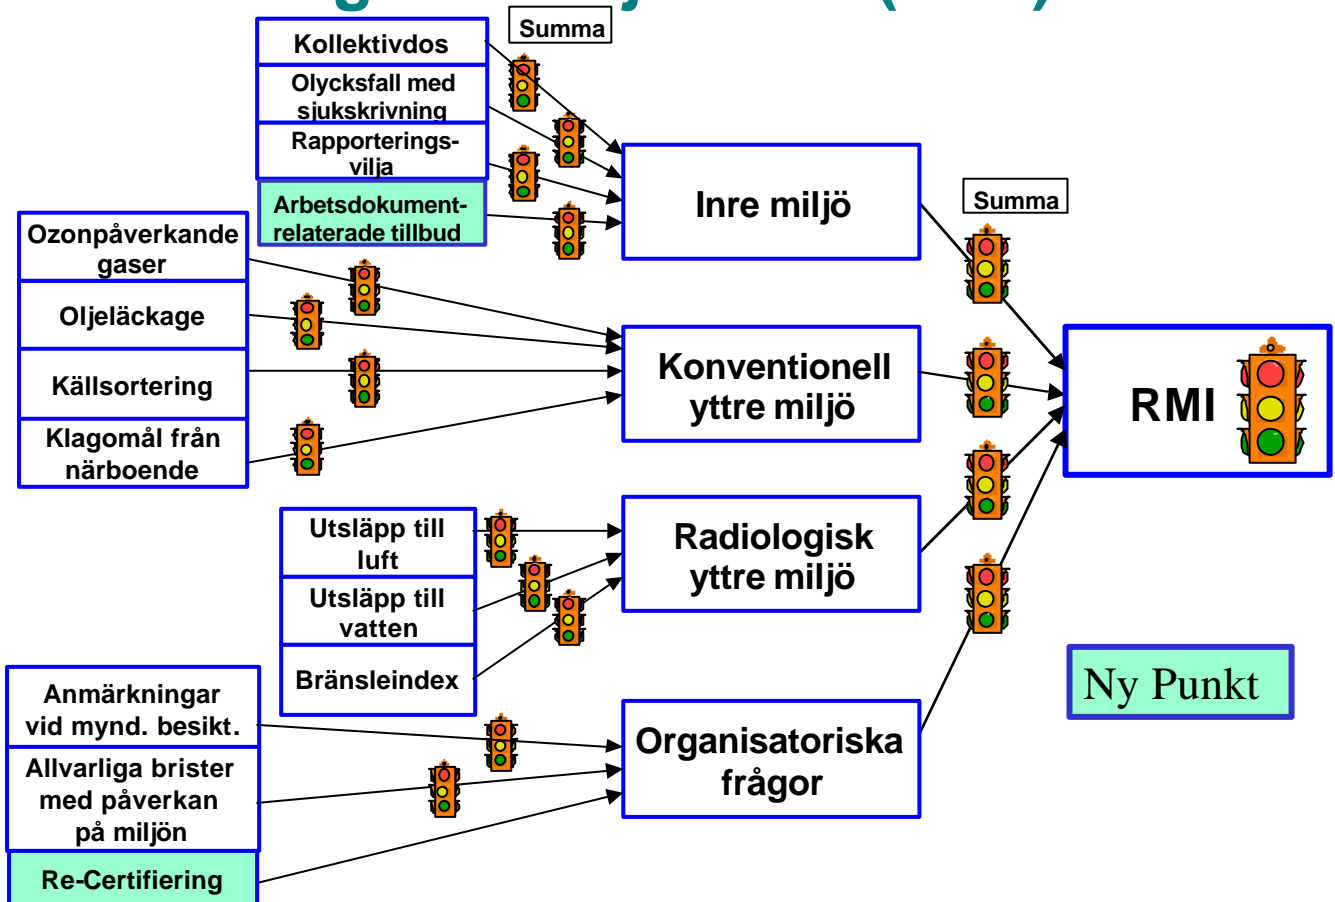 Summa
Kollektivdos
Olycksfall med
sjukskrivning
Rapporterings-
vilja
Arbetsdokument-
relaterade tillbud
Inre miljö
Summa
Ozonpåverkande
gaser
Oljeläckage
Källsortering
Klagomål från
närboende
Konventionell
yttre miljö
RMI
Utsläpp till
luft
Utsläpp till
vatten
Bränsleindex
Radiologisk
yttre miljö
Ny Punkt
Anmärkningar
vid mynd. besikt.
Allvarliga brister
med påverkan
på miljön
Re-Certifiering
Organisatoriska
frågor